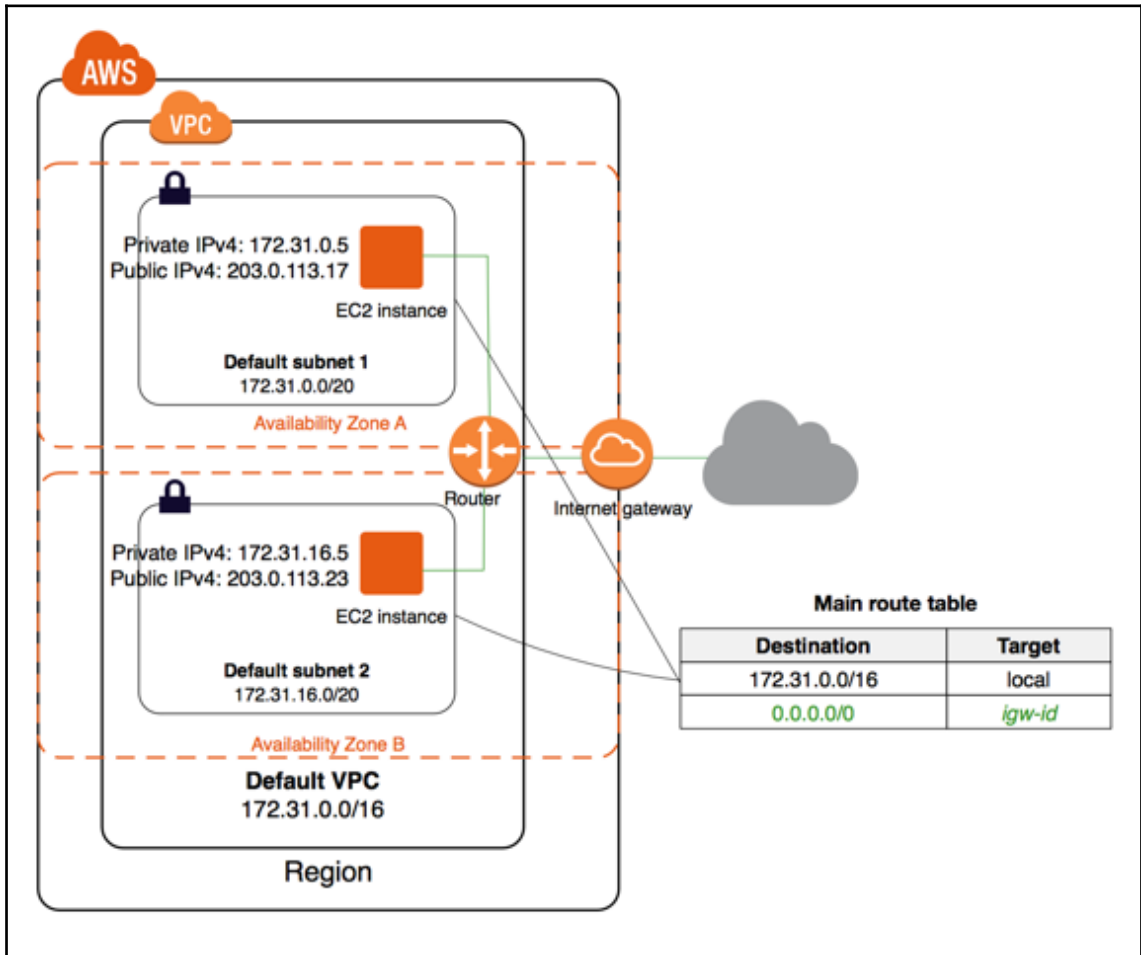 AWS
VPC
Private IPv4: 172.31.0.5
Public IPv4: 203.0.113.17
EC2 instance
Default subnet 1
172.31.0.0/20
Availability Zone A
Router
Internet gateway
Private IPv4: 172.31.16.5
Public IPv4: 203.0.113.23
EC2 instance
Default subnet 2
172.31.16.0/20
Availability Zone B
Default VPC
172.31.0.0/16
Region
Main route table
Destination Target
172.31.0.0/16 local
0.0.0.0/0 igw-id